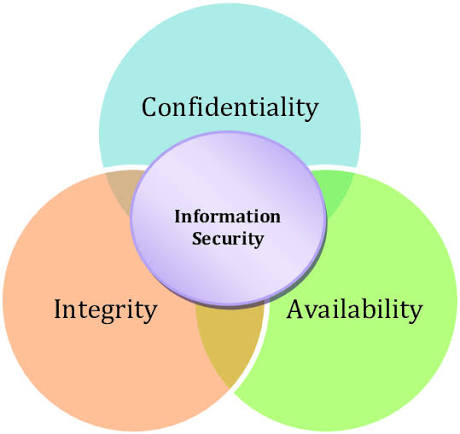 Confidentiality
Information
Security
Integrity
Availability